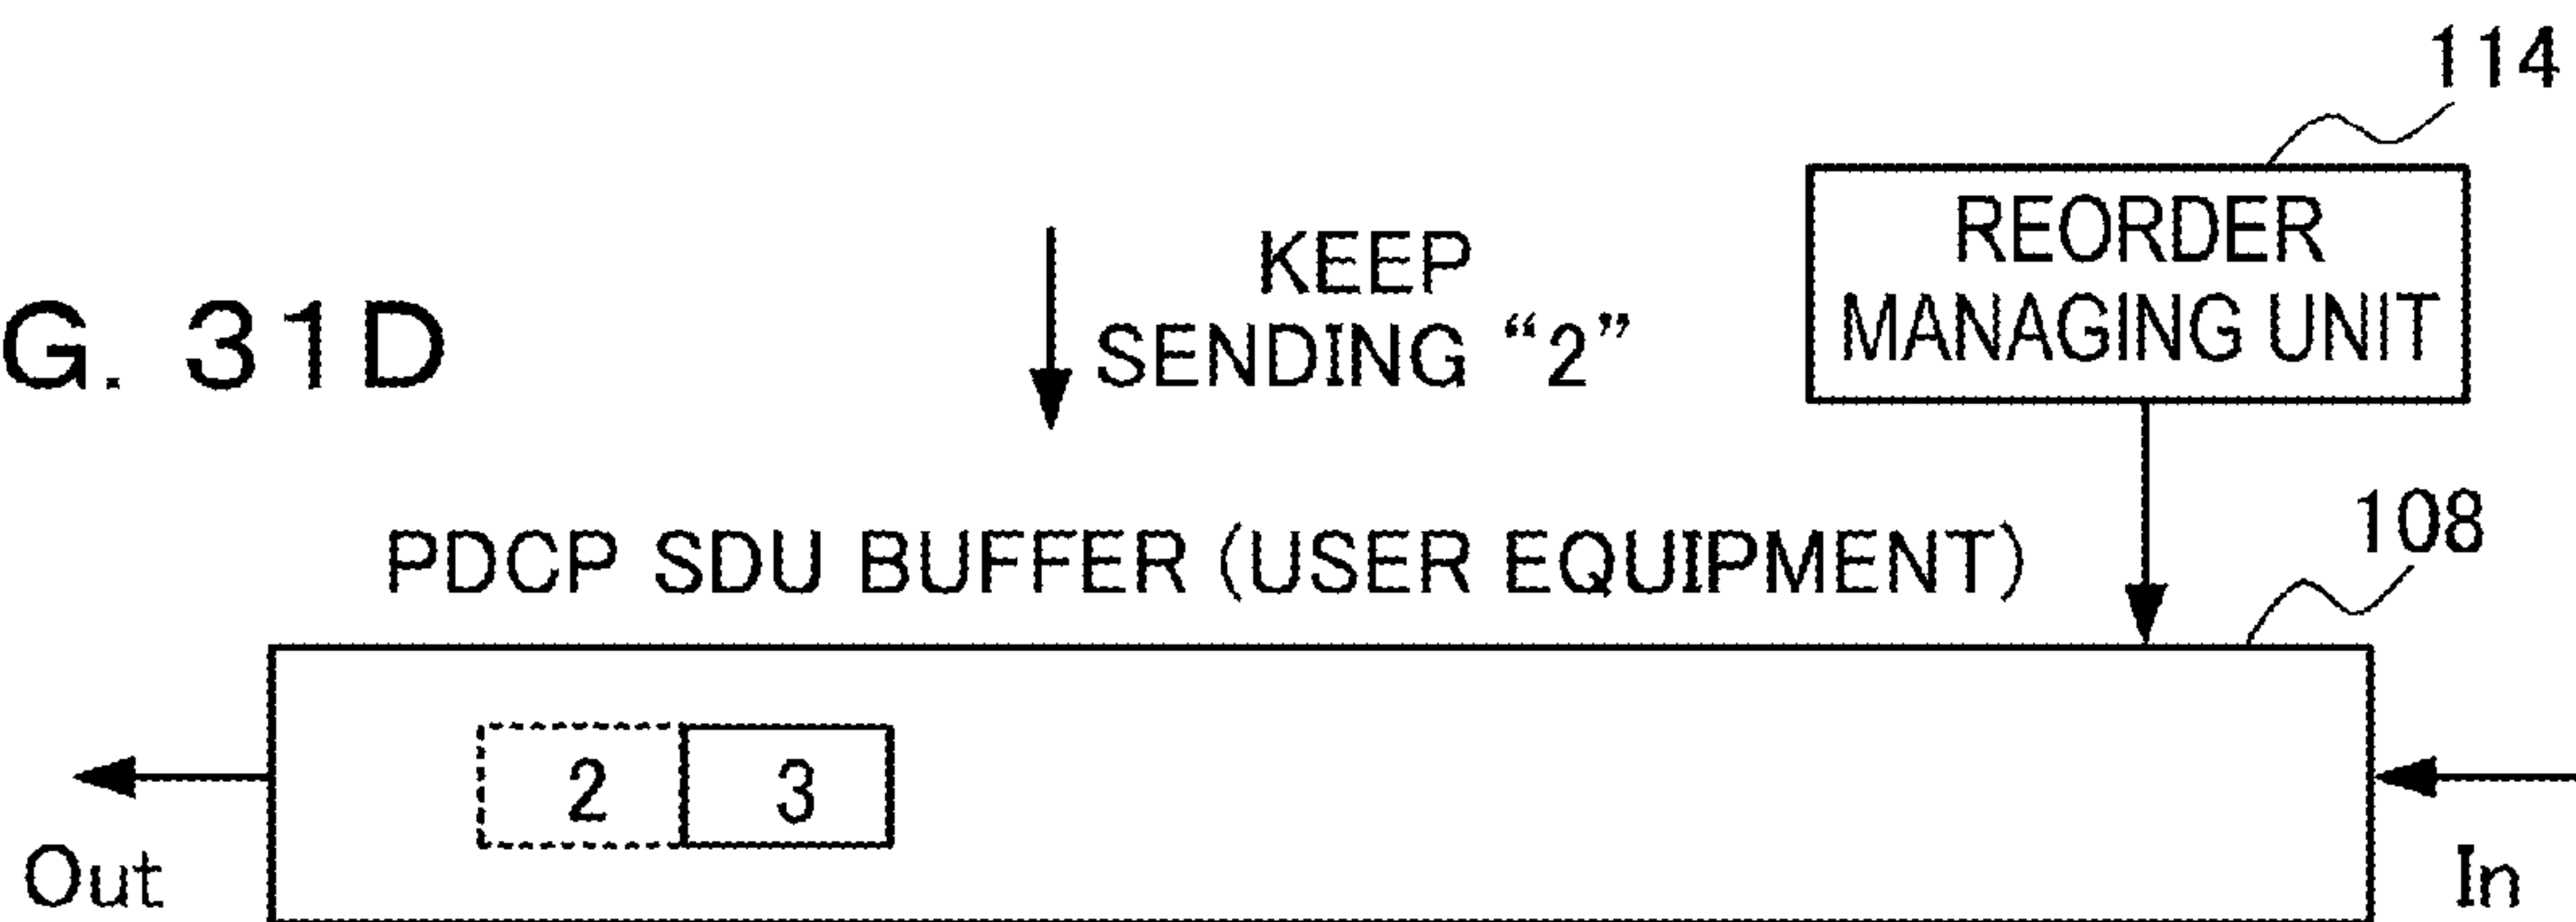 114
REORDER
MANAGING UNIT
KEEP
SENDING “2”
G. 31D
108
PDCP SDU BUFFER (USER EQUIPMENT)
2 3
Out
In